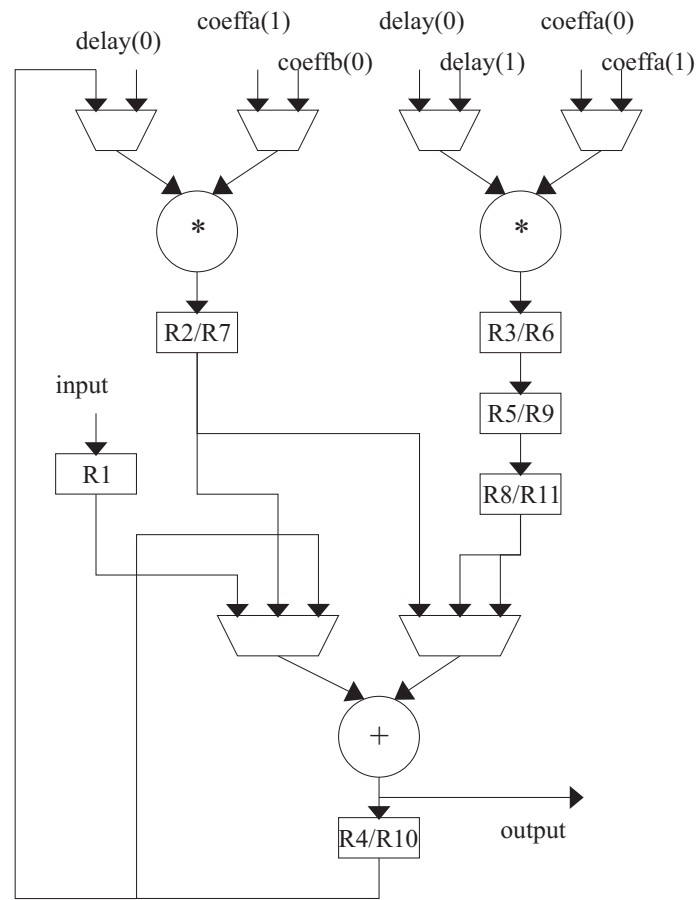 coeffa(1)
delay(0)
coeffa(0)
delay(0)
coeffb(0)
delay(1)
coeffa(1)
*
*
R2/R7
R3/R6
input
R5/R9
R1
R8/R11
+
output
R4/R10